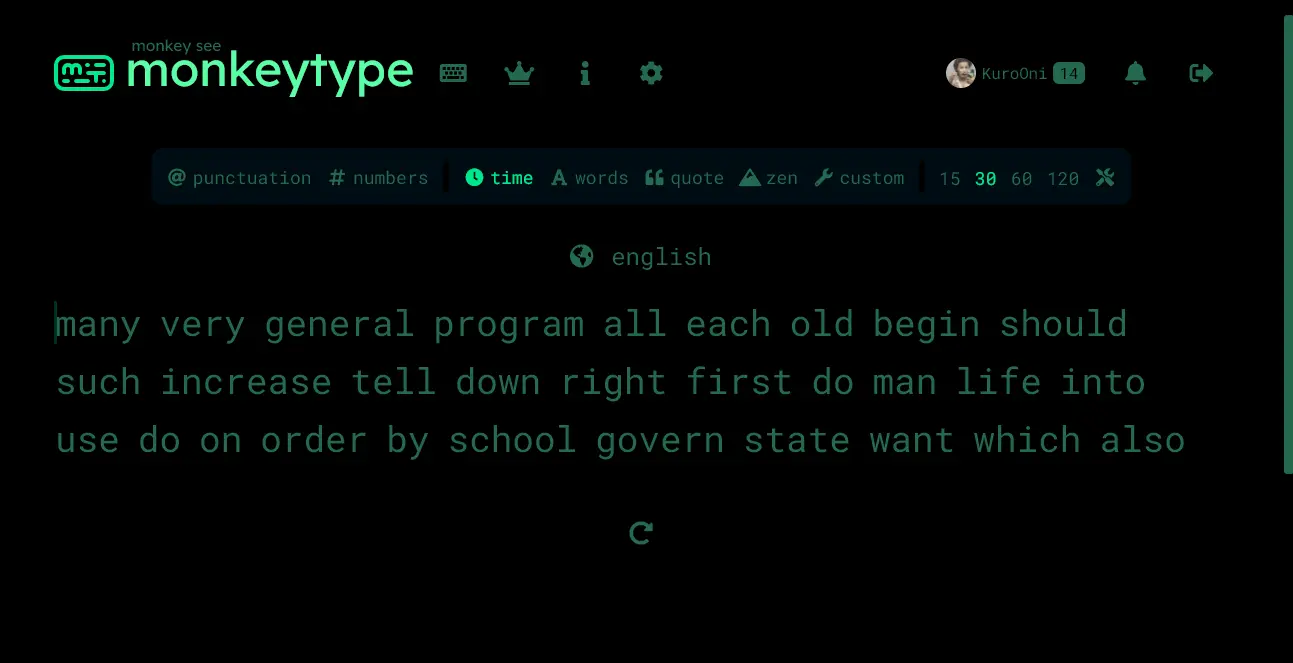 monkey see
monkeytype
KuroOni 14
@ punctuation # numbers time A words quote zen custom 15 30 60 120
english
many very general program all each old begin should
such increase tell down right first do man life into
use do on order by school govern state want which also